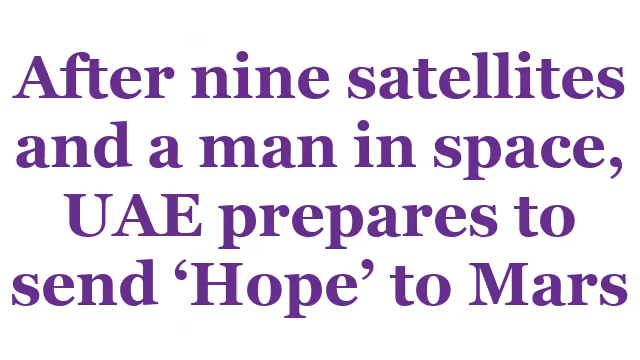 After nine satellites
and a man in space,
UAE prepares to
send ‘Hope’ to Mars